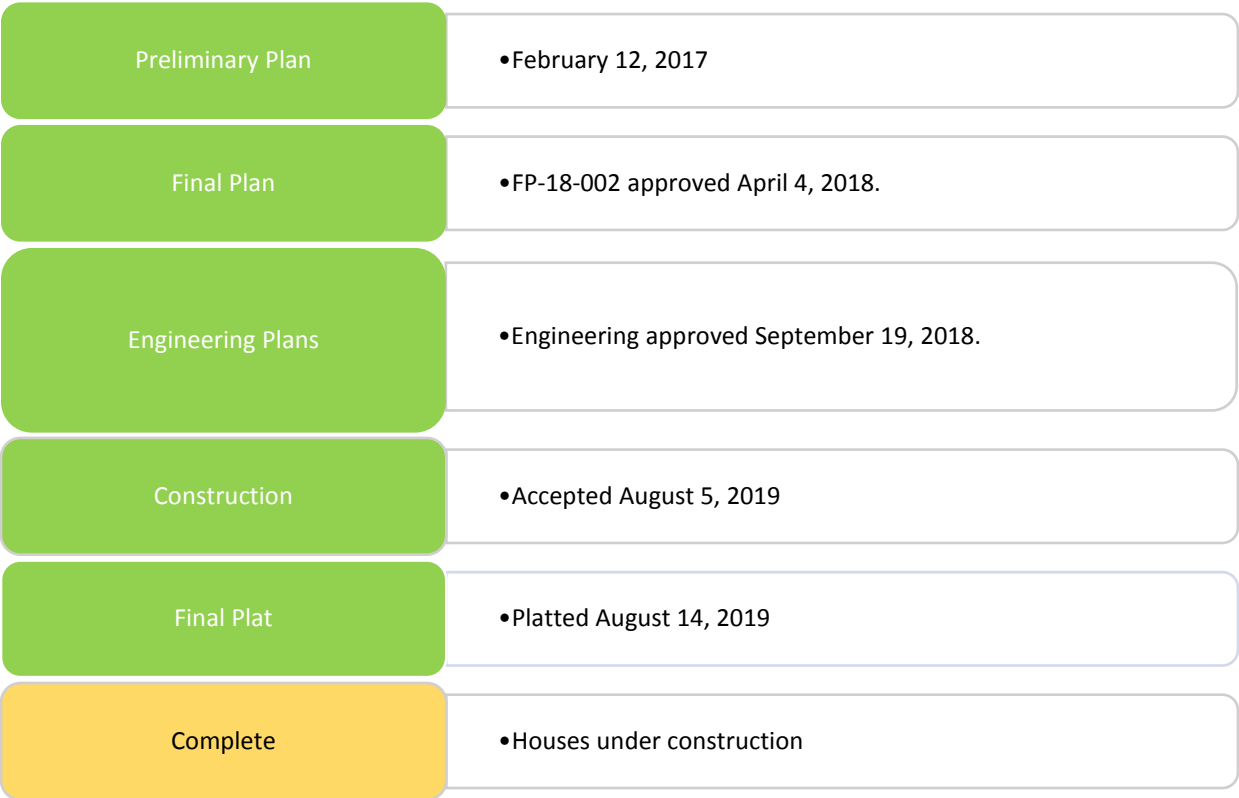 Preliminary Plan
•February 12, 2017
Final Plan
•FP-18-002 approved April 4, 2018.
Engineering Plans
•Engineering approved September 19, 2018.
Construction
•Accepted August 5, 2019
Final Plat
•Platted August 14, 2019
Complete
•Houses under construction